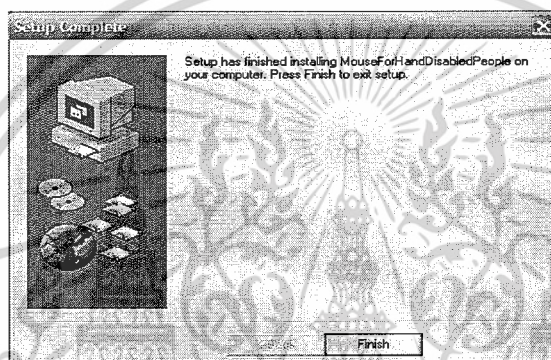 Setup Complete
Setup has finished installing MouseForHandDisabledPeople on
your computer. Press Finish to exit setup.
Finish